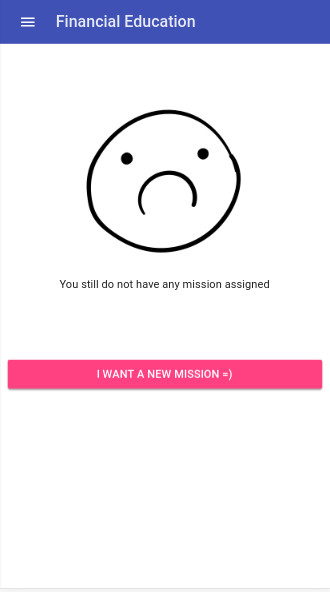 Financial Education
You still do not have any mission assigned
I WANT A NEW MISSION =)